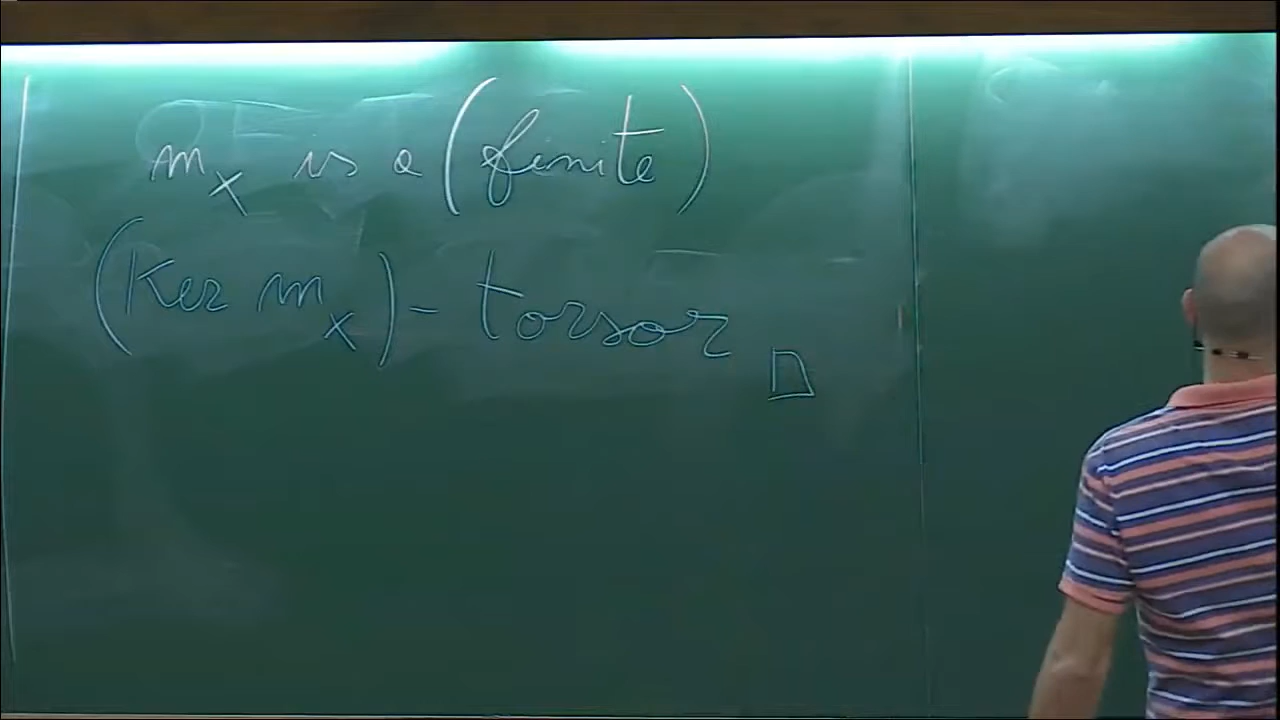 m_X is a (finite)
(Ker m_X) - torsor □